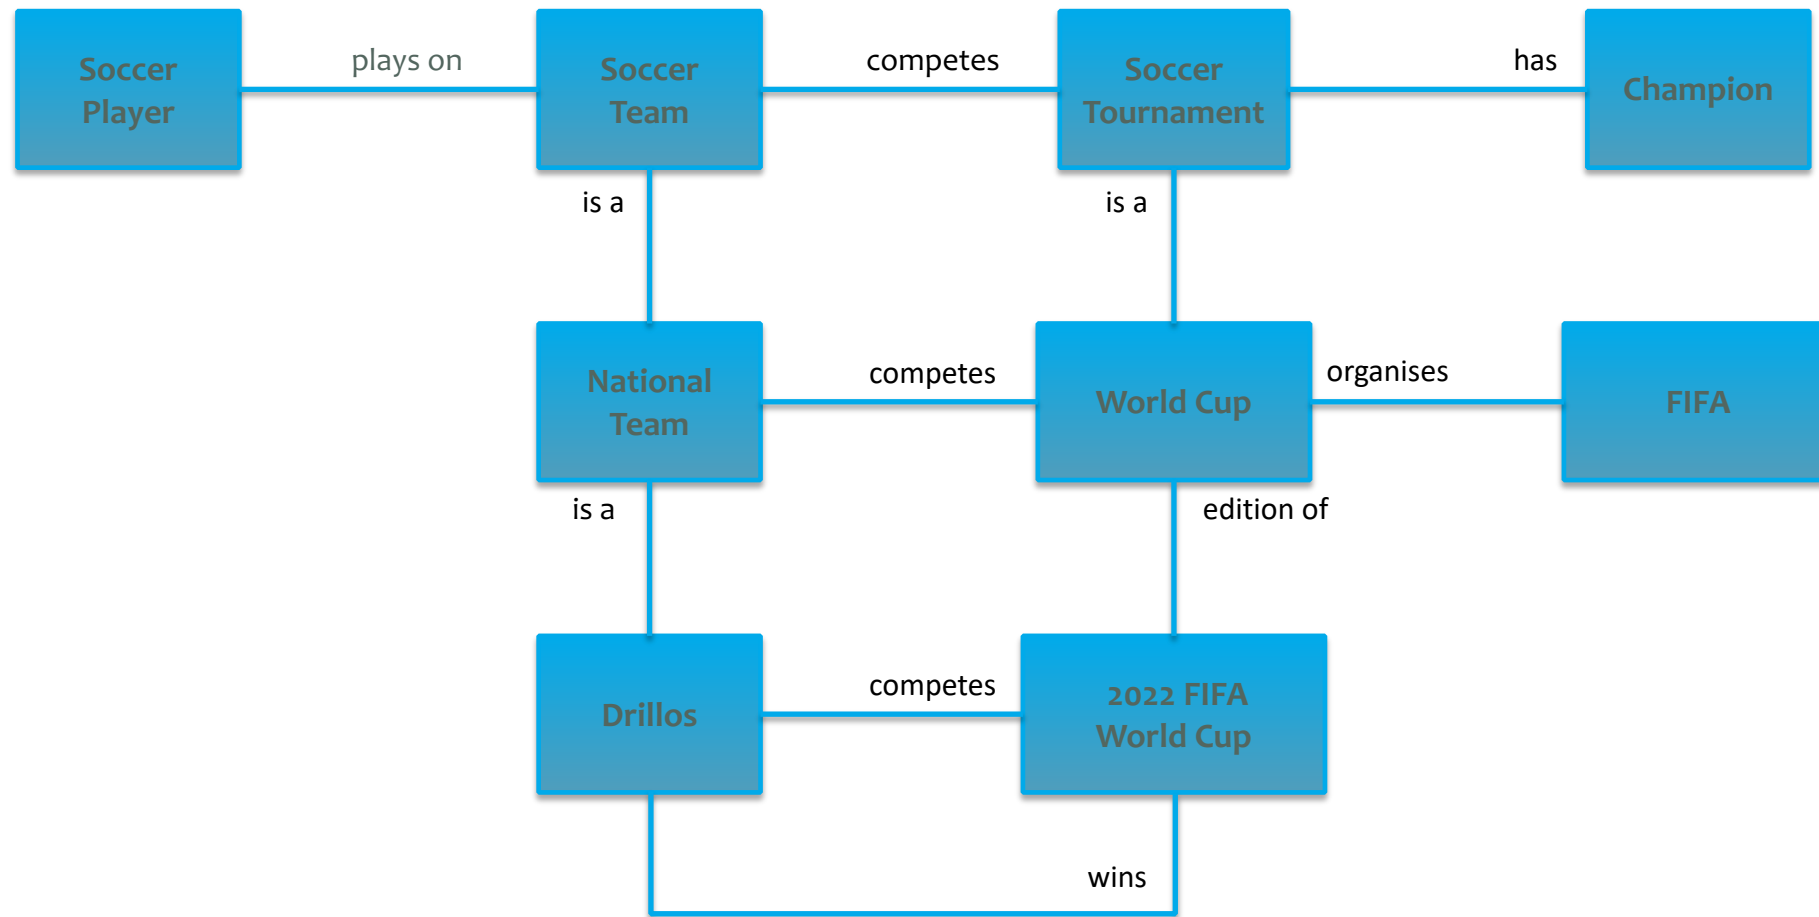 Soccer
Player
plays on
Soccer
Team
competes
Soccer
Tournament
has
Champion
is a
is a
National
Team
competes
World Cup
organises
FIFA
is a
edition of
Drillos
competes
2022 FIFA
World Cup
wins